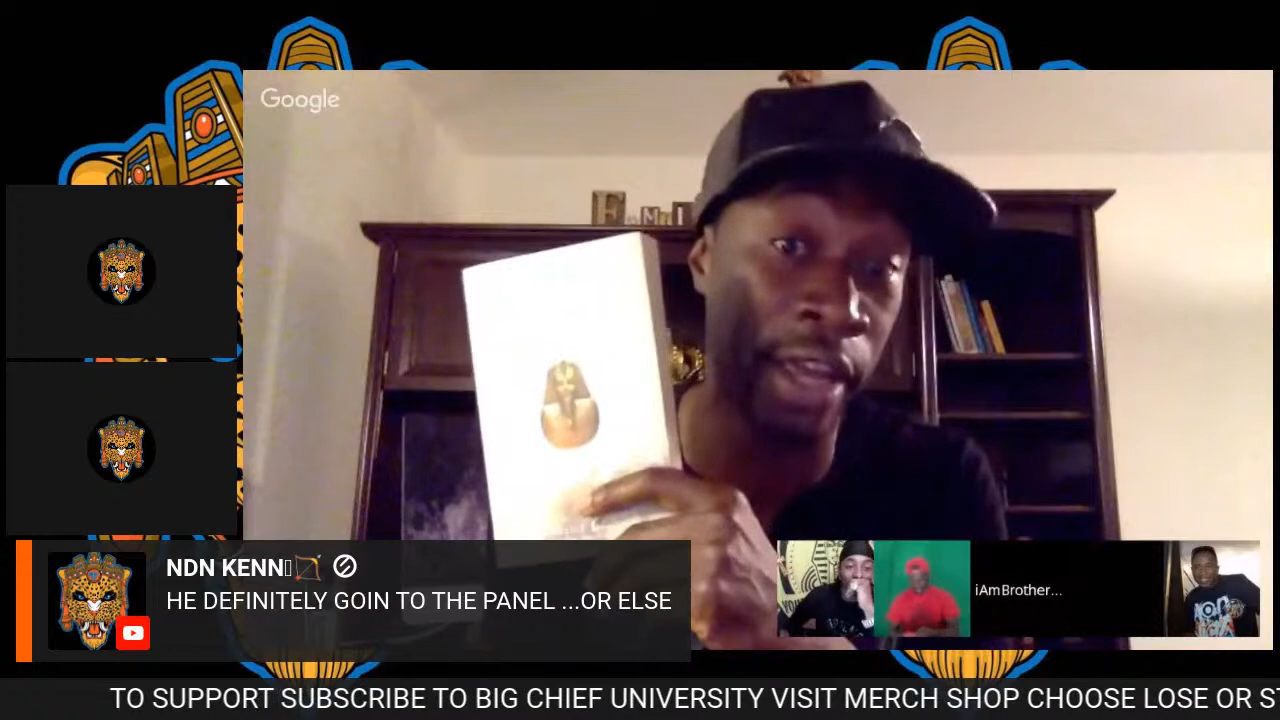 Google
NDN KENN
HE DEFINITELY GOIN TO THE PANEL ...OR ELSE
iAmBrother...
TO SUPPORT SUBSCRIBE TO BIG CHIEF UNIVERSITY VISIT MERCH SHOP CHOOSE LOSE OR S